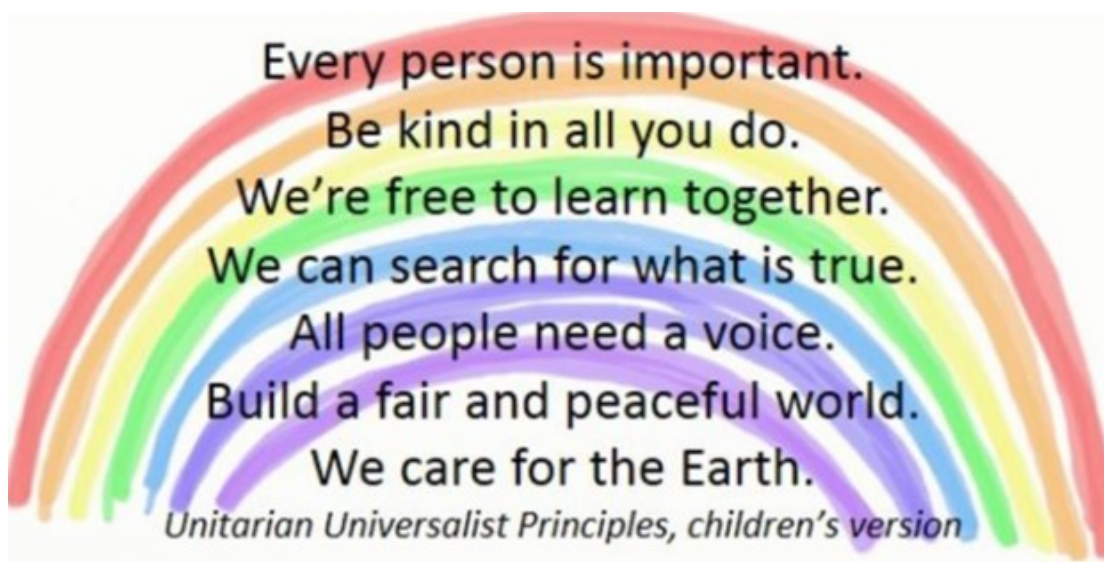 Every person is important.
Be kind in all you do.
We’re free to learn together.
We can search for what is true.
All people need a voice.
Build a fair and peaceful world.
We care for the Earth.
Unitarian Universalist Principles, children’s version